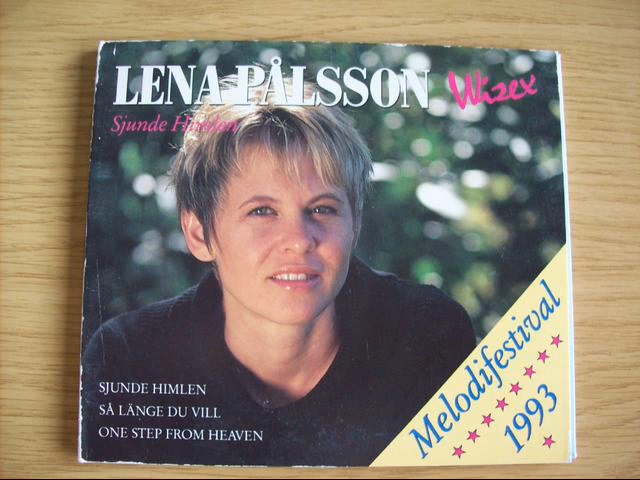 LENA PÅLSSON Wizex
Sjunde Himlen
SJUNDE HIMLEN
SÅ LÄNGE DU VILL
ONE STEP FROM HEAVEN
Melodifestival
1993